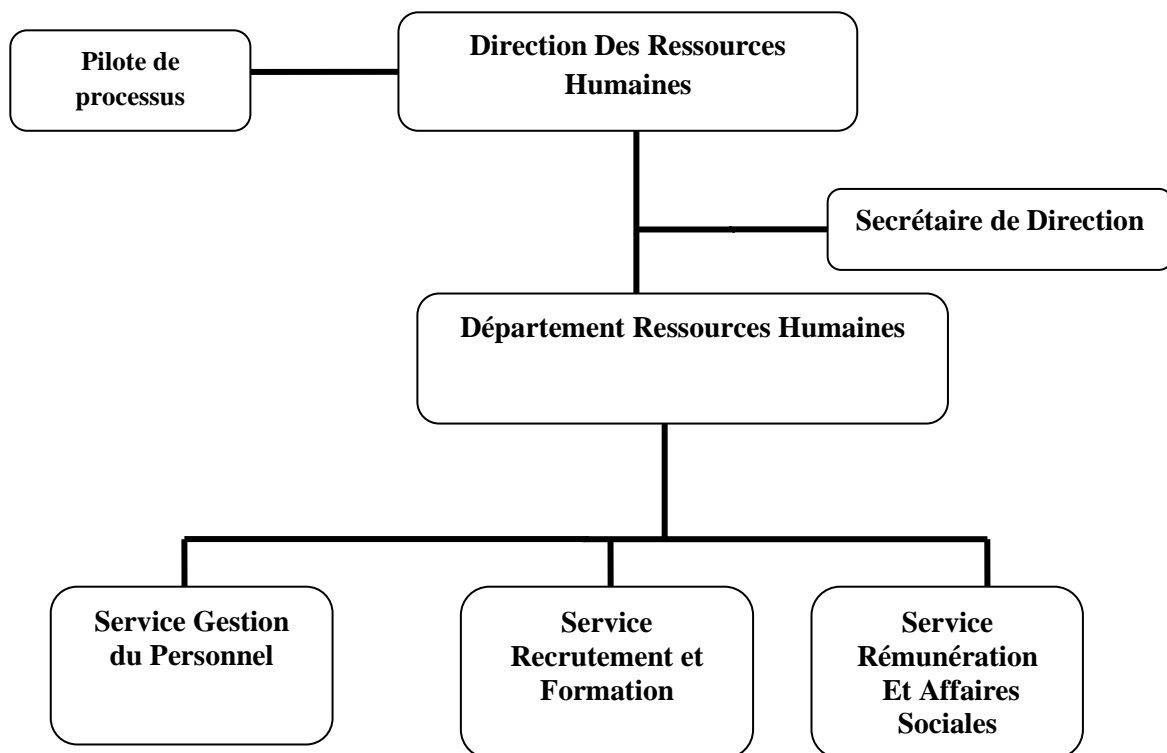 Pilote de
processus
Direction Des Ressources
Humaines
Secrétaire de Direction
Département Ressources Humaines
Service Gestion
du Personnel
Service
Recrutement et
Formation
Service
Rémunération
Et Affaires
Sociales